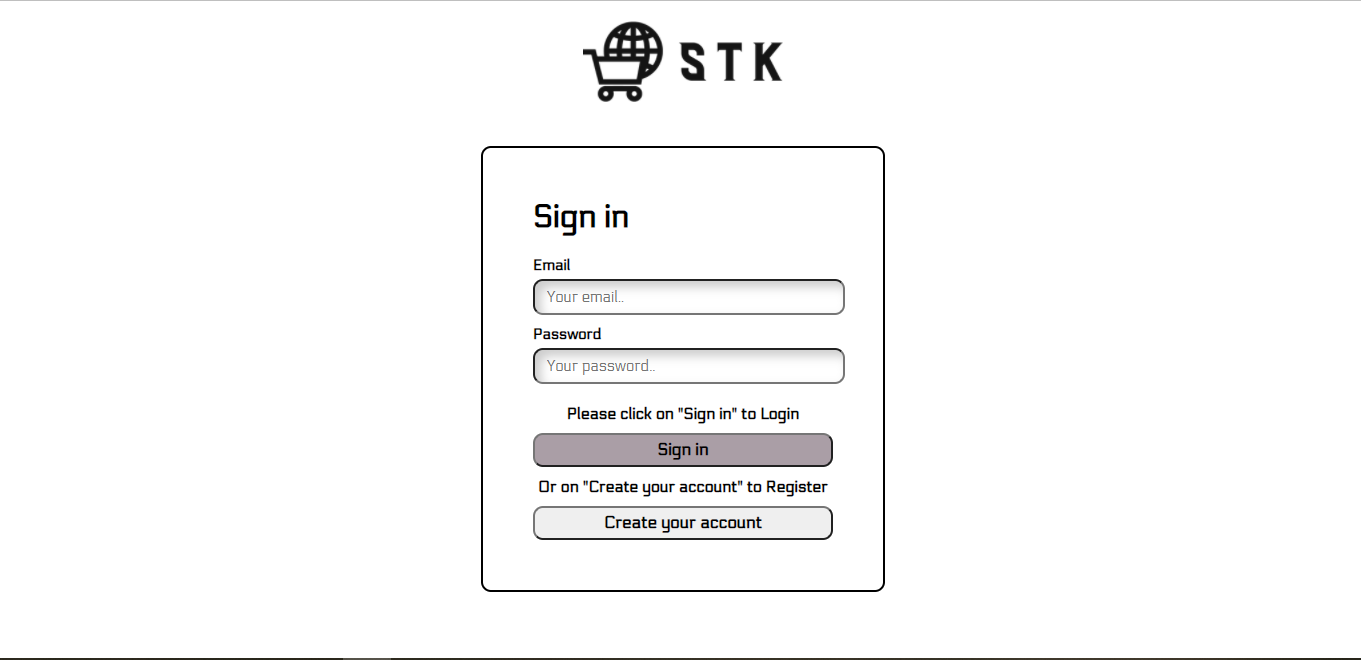 STK
Sign in
Email
Your email..
Password
Your password..
Please click on "Sign in" to Login
Sign in
Or on "Create your account" to Register
Create your account